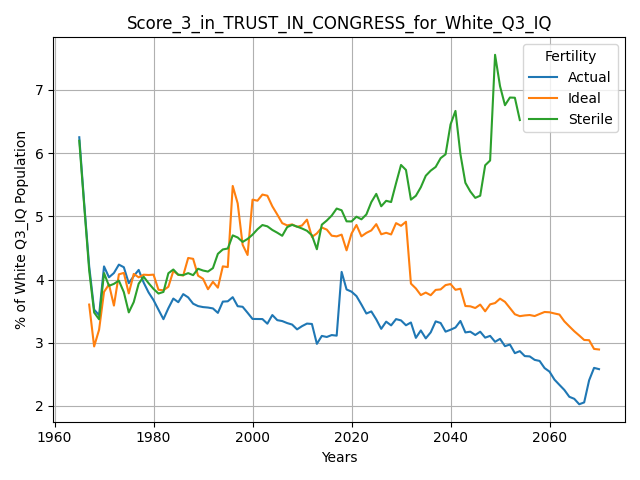 Score_3_in_TRUST_IN_CONGRESS_for_White_Q3_IQ
Fertility
Actual
Ideal
Sterile
% of White Q3_IQ Population
7
6
5
4
3
2
1960
1980
2000
2020
2040
2060
Years